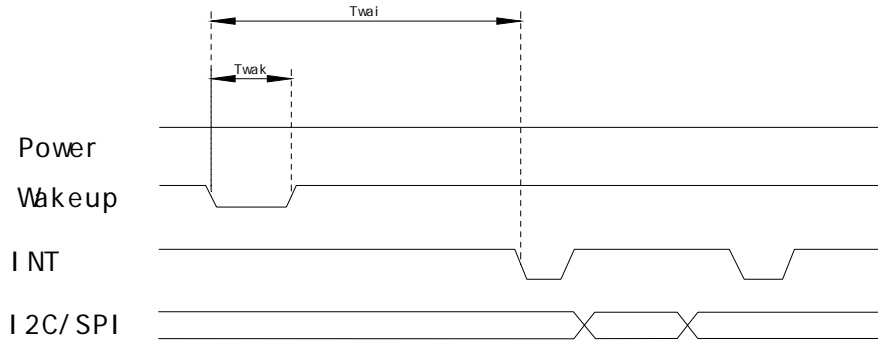 Twai
Twak
Power
Wakeup
INT
I2C/SPI